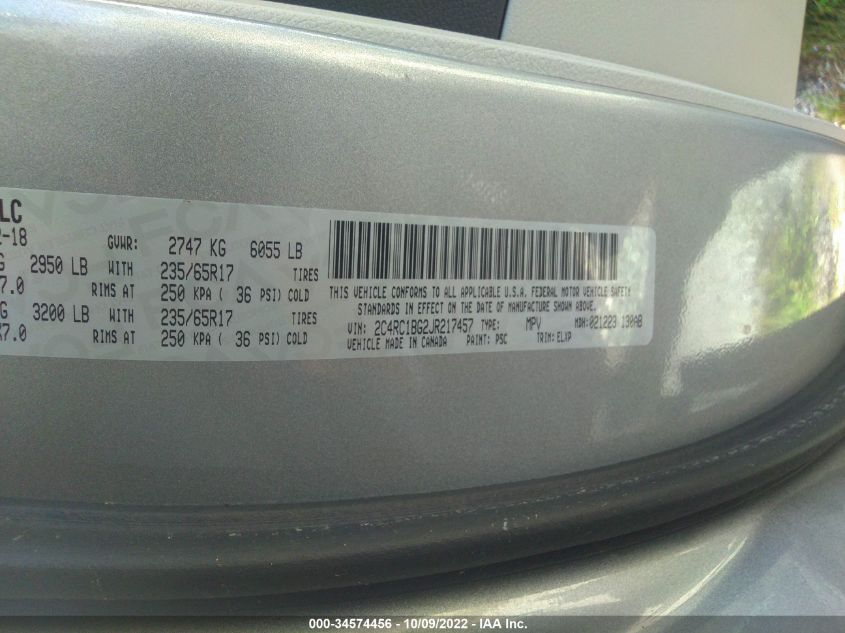 LC
2-18 GVWR: 2747 KG 6055 LB
G 2950 LB WITH 235/65R17 TIRES
7.0 RIMS AT 250 KPA ( 36 PSI) COLD
G 3200 LB WITH 235/65R17 TIRES
X7.0 RIMS AT 250 KPA ( 36 PSI) COLD
THIS VEHICLE CONFORMS TO ALL APPLICABLE U.S.A. FEDERAL MOTOR VEHICLE SAFETY
STANDARDS IN EFFECT ON THE DATE OF MANUFACTURE SHOWN ABOVE.
VIN: 2C4RC1BG2JR217457 TYPE: MPV MDH: 021223 130AB
VEHICLE MADE IN CANADA PAINT: PSC TRIM: ELXP
000-34574456 - 10/09/2022 - IAA Inc.